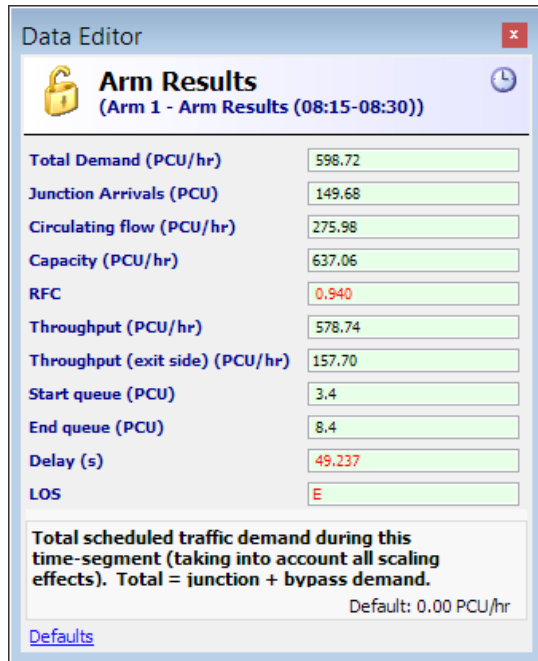 Data Editor
x
Arm Results
(Arm 1 - Arm Results (08:15-08:30))
Total Demand (PCU/hr) 598.72
Junction Arrivals (PCU) 149.68
Circulating flow (PCU/hr) 275.98
Capacity (PCU/hr) 637.06
RFC 0.940
Throughput (PCU/hr) 578.74
Throughput (exit side) (PCU/hr) 157.70
Start queue (PCU) 3.4
End queue (PCU) 8.4
Delay (s) 49.237
LOS E
Total scheduled traffic demand during this
time-segment (taking into account all scaling
effects). Total = junction + bypass demand.
Default: 0.00 PCU/hr
Defaults